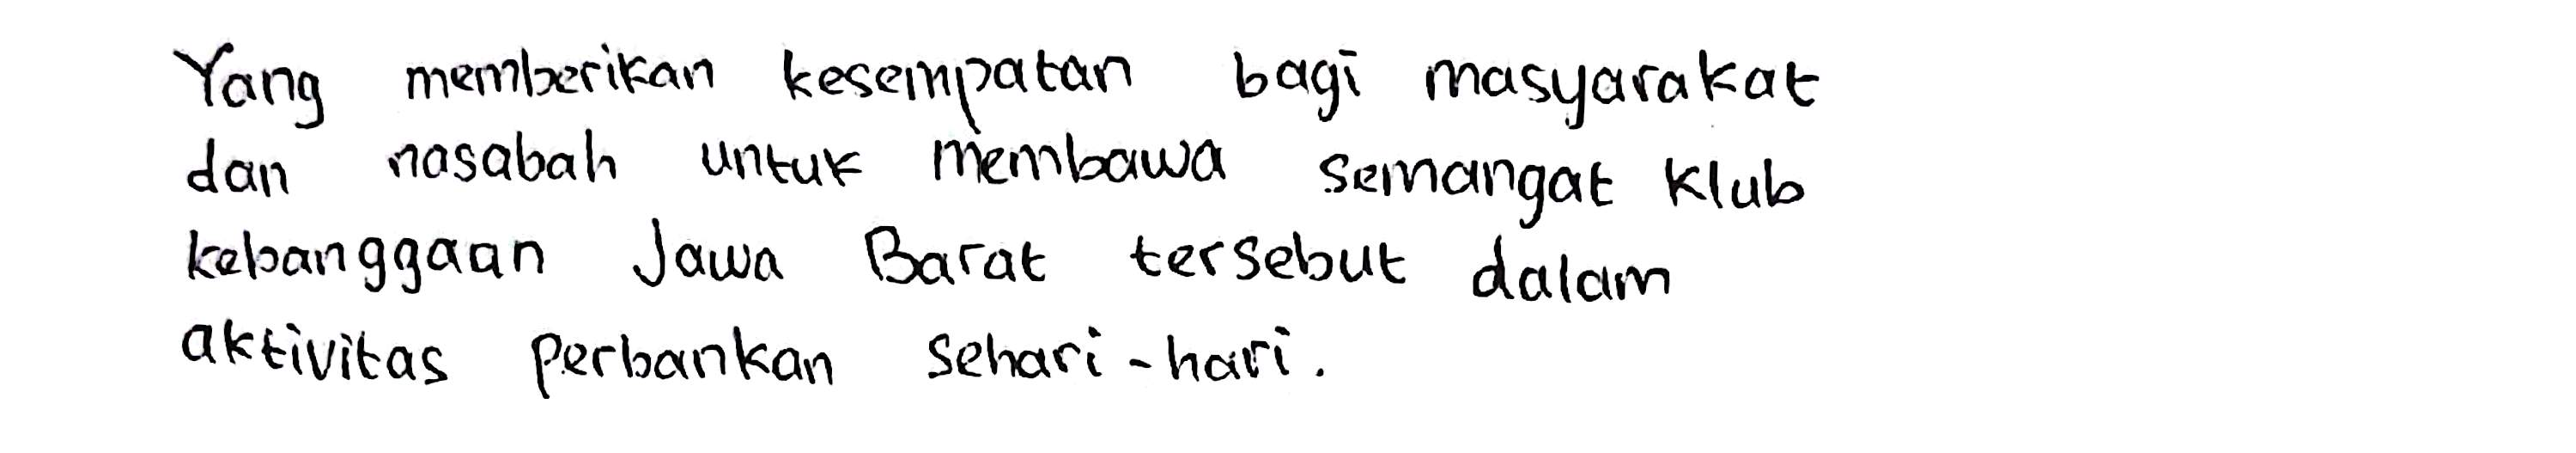 Yang memberikan kesempatan bagi masyarakat
dan nasabah untuk membawa semangat klub
kebanggaan Jawa Barat tersebut dalam
aktivitas perbankan sehari-hari.